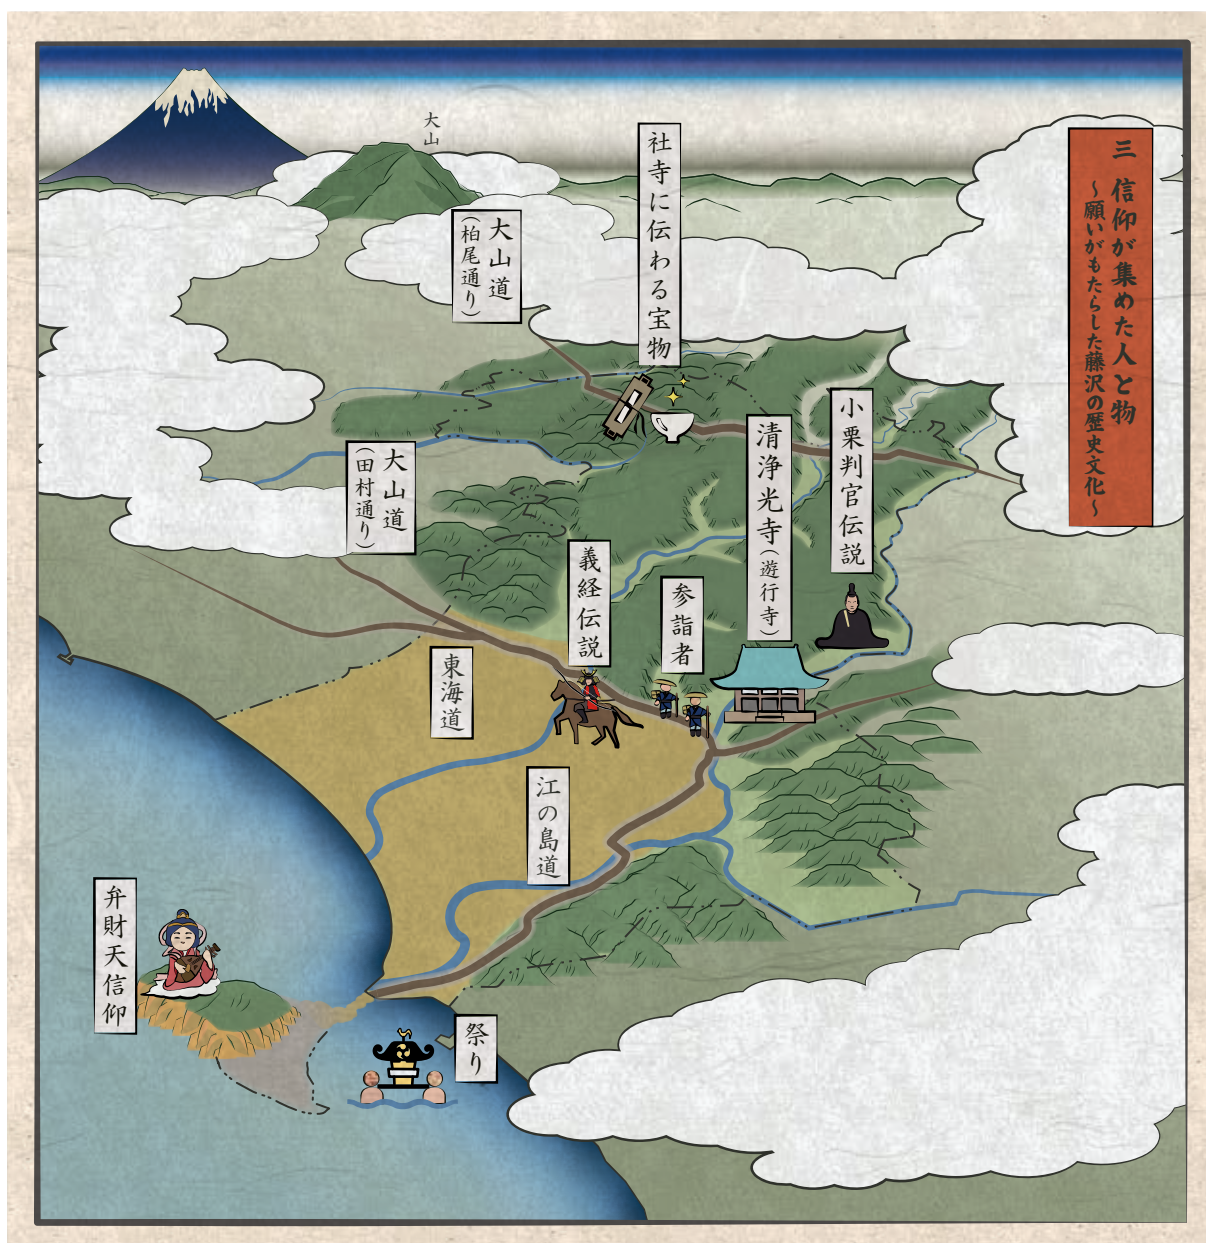 三 信仰が集めた人と物
～願いがもたらした藤沢の歴史文化～
大山
社寺に伝わる宝物
大山道
（柏尾通り）
小栗判官伝説
清浄光寺（遊行寺）
大山道
（田村通り）
義経伝説
参詣者
東海道
江の島道
弁財天信仰
祭り